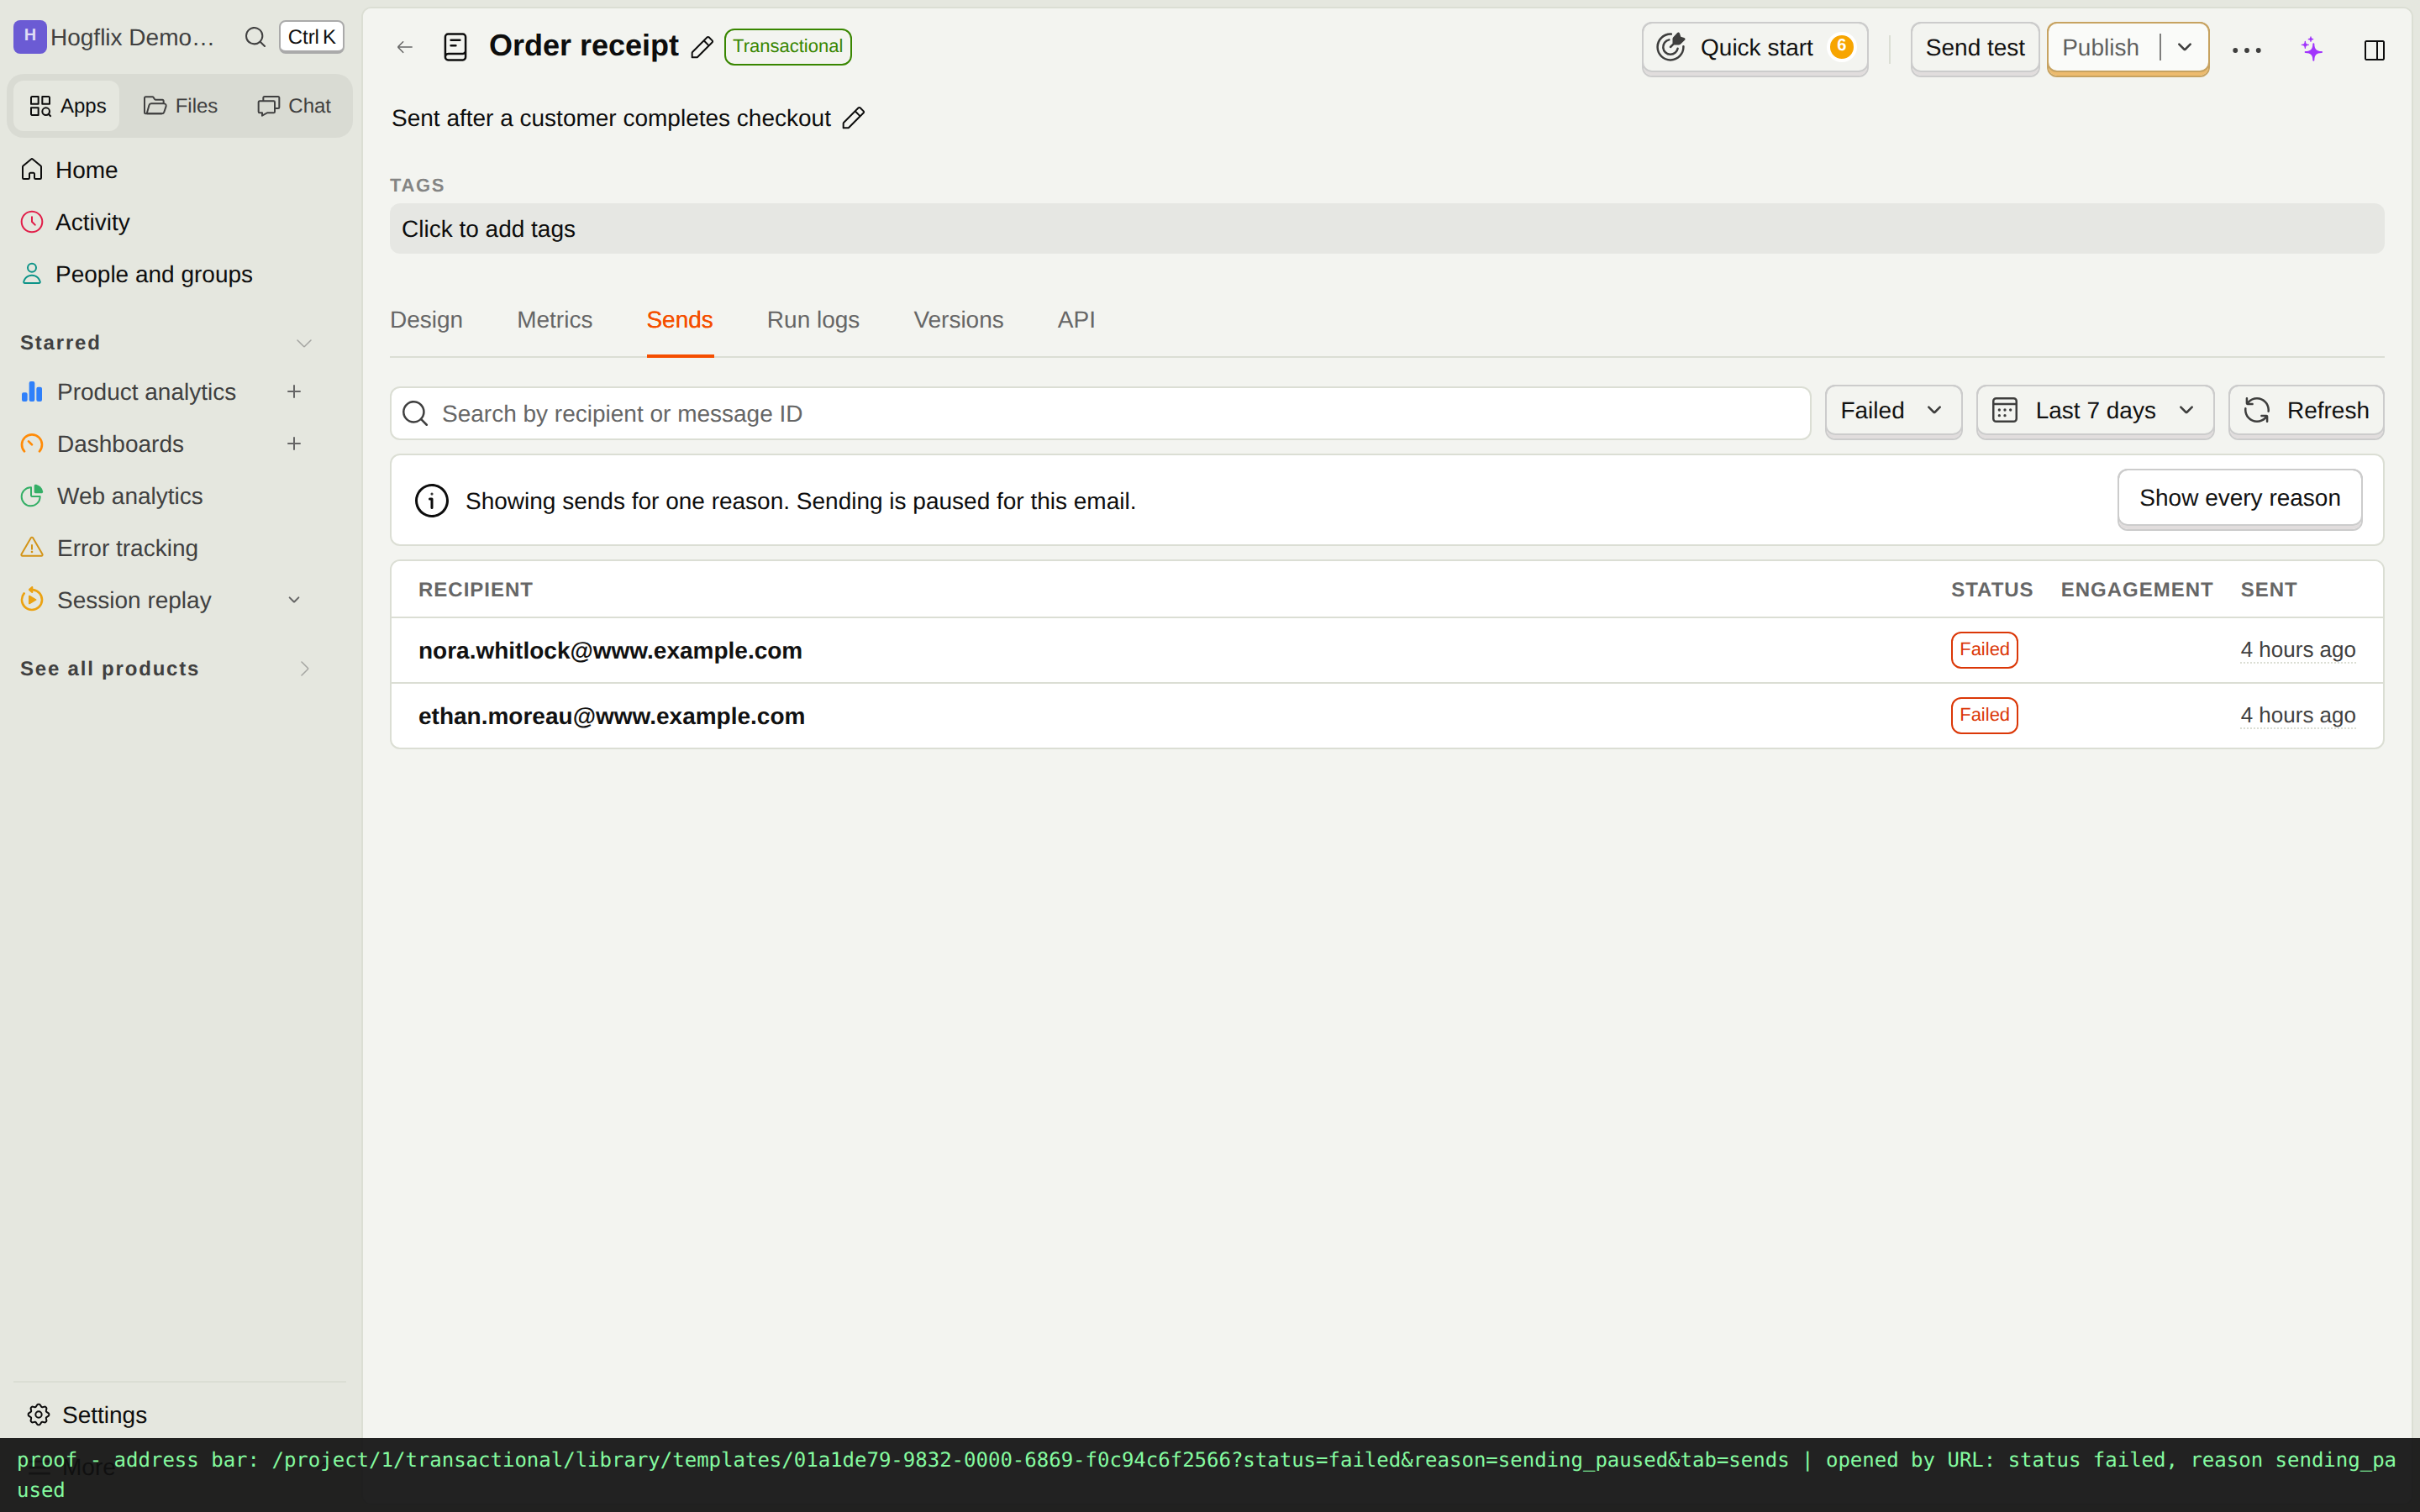 H Hogflix Demo… Ctrl K
Apps Files Chat
Home
Activity
People and groups
Starred
Product analytics
Dashboards
Web analytics
Error tracking
Session replay
See all products
Settings
More
Order receipt Transactional
Quick start 6 Send test Publish
Sent after a customer completes checkout
TAGS
Click to add tags
Design Metrics Sends Run logs Versions API
Search by recipient or message ID Failed Last 7 days Refresh
Showing sends for one reason. Sending is paused for this email. Show every reason
RECIPIENT STATUS ENGAGEMENT SENT
nora.whitlock@www.example.com Failed 4 hours ago
ethan.moreau@www.example.com Failed 4 hours ago
proof - address bar: /project/1/transactional/library/templates/01a1de79-9832-0000-6869-f0c94c6f2566?status=failed&reason=sending_paused&tab=sends | opened by URL: status failed, reason sending_pa
used